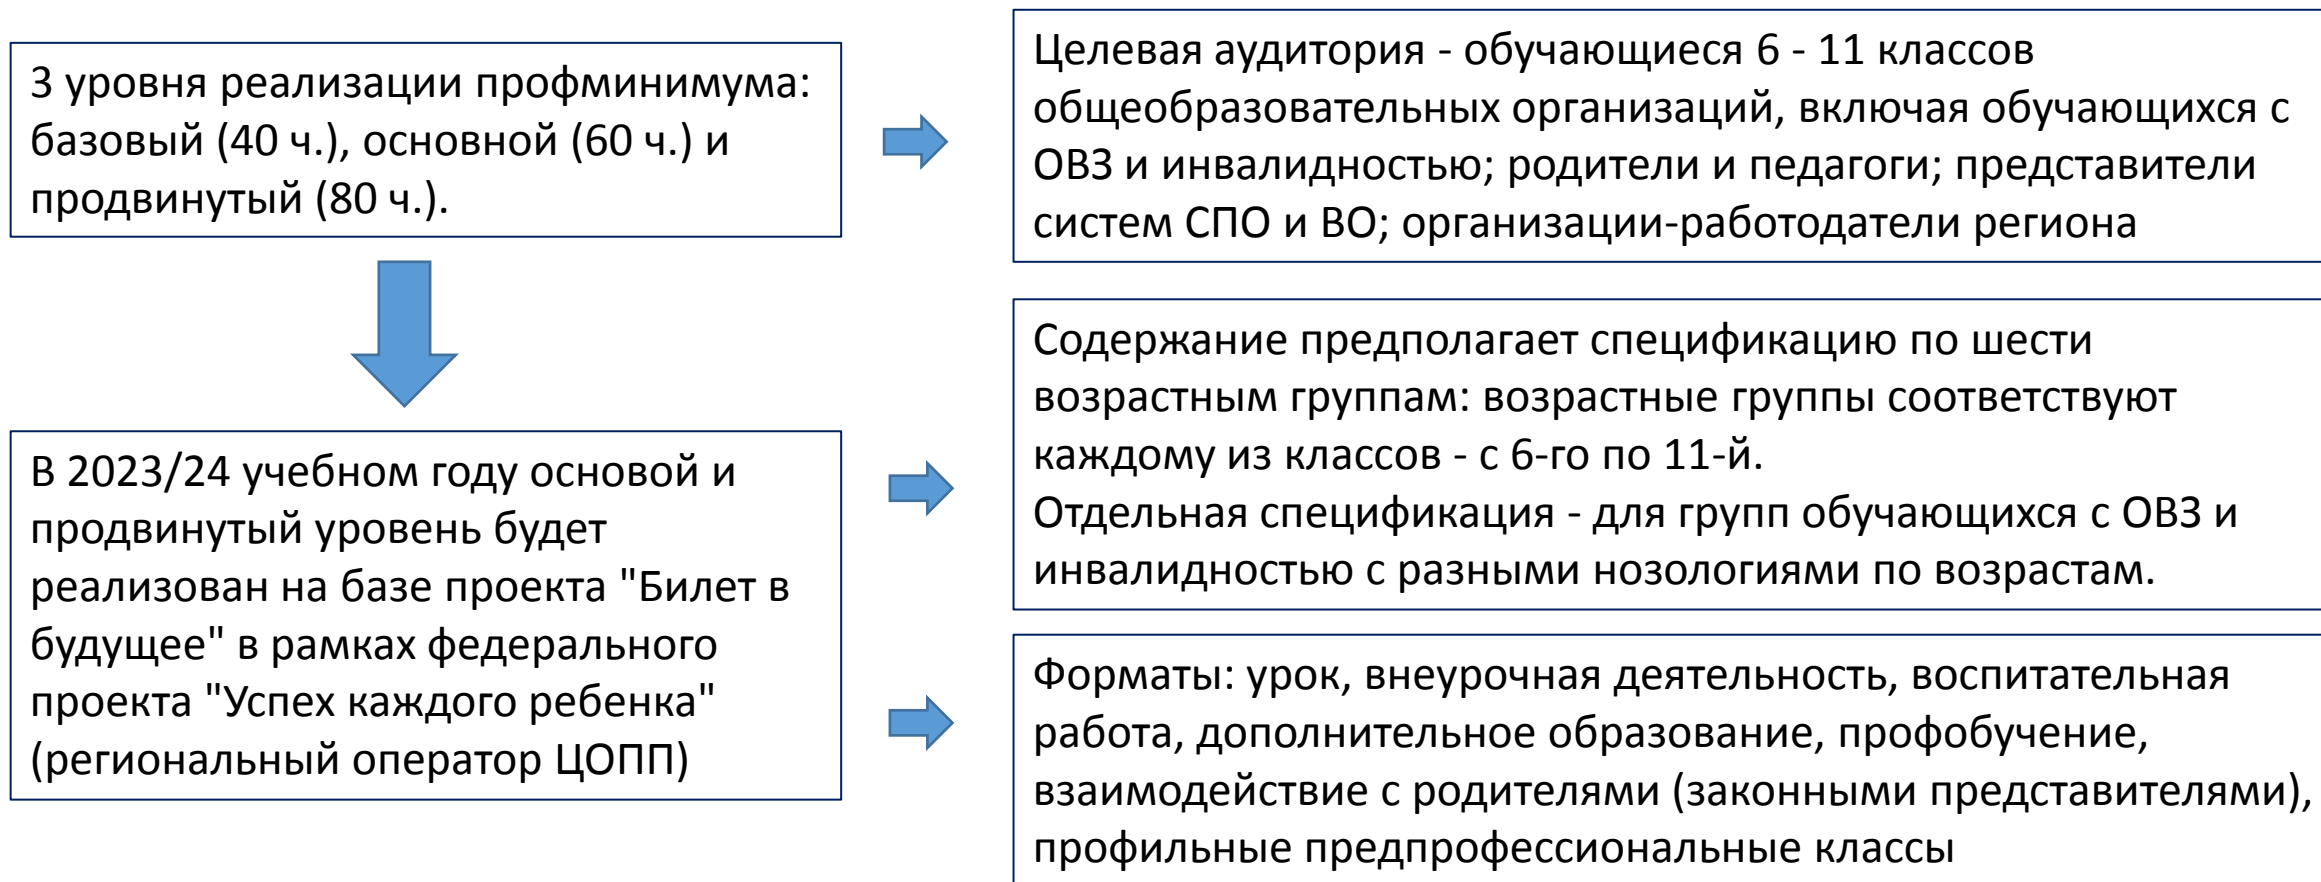 3 уровня реализации профминимума:
базовый (40 ч.), основной (60 ч.) и
продвинутый (80 ч.).
Целевая аудитория - обучающиеся 6 - 11 классов
общеобразовательных организаций, включая обучающихся с
ОВЗ и инвалидностью; родители и педагоги; представители
систем СПО и ВО; организации-работодатели региона
В 2023/24 учебном году основой и
продвинутый уровень будет
реализован на базе проекта "Билет в
будущее" в рамках федерального
проекта "Успех каждого ребенка"
(региональный оператор ЦОПП)
Содержание предполагает спецификацию по шести
возрастным группам: возрастные группы соответствуют
каждому из классов - с 6-го по 11-й.
Отдельная спецификация - для групп обучающихся с ОВЗ и
инвалидностью с разными нозологиями по возрастам.
Форматы: урок, внеурочная деятельность, воспитательная
работа, дополнительное образование, профобучение,
взаимодействие с родителями (законными представителями),
профильные предпрофессиональные классы